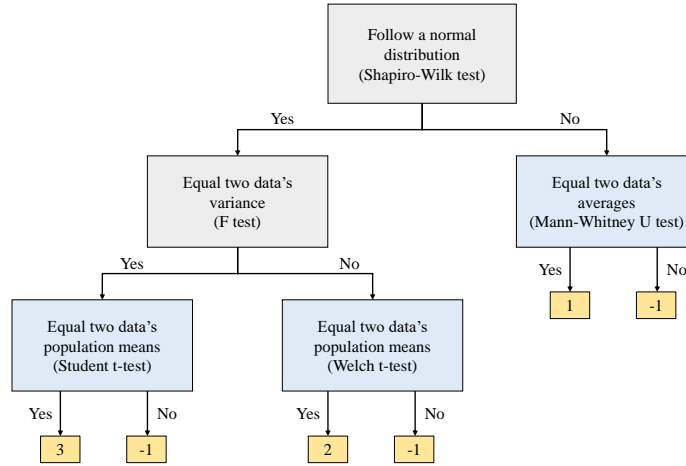 Follow a normal
distribution
(Shapiro-Wilk test)
Yes
No
Equal two data's
variance
(F test)
Equal two data's
averages
(Mann-Whitney U test)
Yes
No
Yes
No
1
-1
Equal two data's
population means
(Student t-test)
Equal two data's
population means
(Welch t-test)
Yes
No
Yes
No
3
-1
2
-1